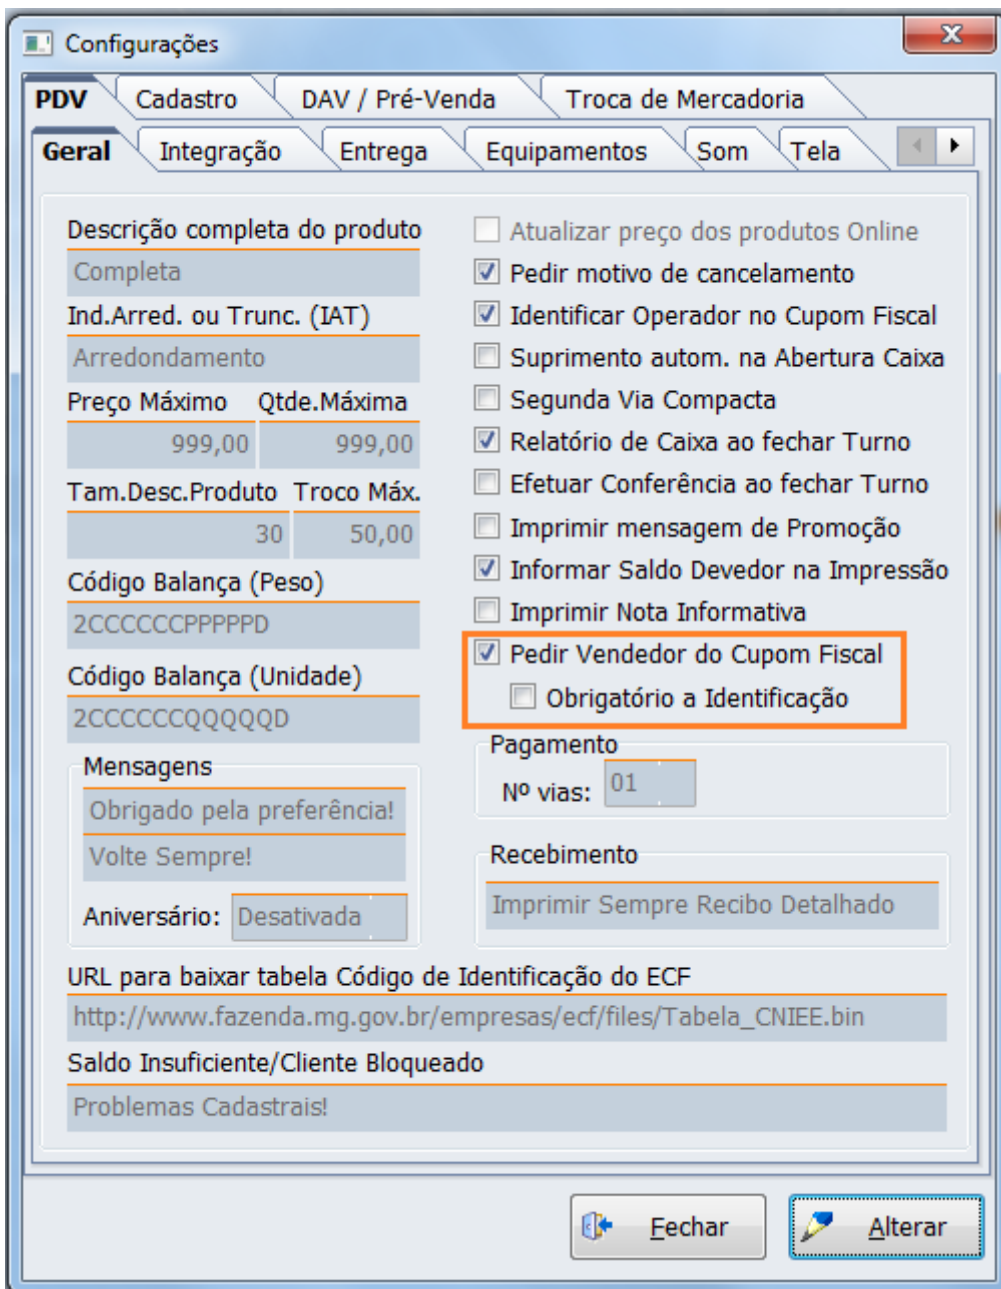 Configurações
PDV Cadastro DAV / Pré-Venda Troca de Mercadoria
Geral Integração Entrega Equipamentos Som Tela
Descrição completa do produto
Completa
Ind.Arred. ou Trunc. (IAT)
Arredondamento
Preço Máximo Qtde.Máxima
999,00 999,00
Tam.Desc.Produto Troco Máx.
30 50,00
Código Balança (Peso)
2CCCCCCPPPPPD
Código Balança (Unidade)
2CCCCCCQQQQQD
Mensagens
Obrigado pela preferência!
Volte Sempre!
Aniversário: Desativada
Atualizar preço dos produtos Online
Pedir motivo de cancelamento
Identificar Operador no Cupom Fiscal
Suprimento autom. na Abertura Caixa
Segunda Via Compacta
Relatório de Caixa ao fechar Turno
Efetuar Conferência ao fechar Turno
Imprimir mensagem de Promoção
Informar Saldo Devedor na Impressão
Imprimir Nota Informativa
Pedir Vendedor do Cupom Fiscal
Obrigatório a Identificação
Pagamento
Nº vias: 01
Recebimento
Imprimir Sempre Recibo Detalhado
URL para baixar tabela Código de Identificação do ECF
http://www.fazenda.mg.gov.br/empresas/ecf/files/Tabela_CNIEE.bin
Saldo Insuficiente/Cliente Bloqueado
Problemas Cadastrais!
Fechar Alterar